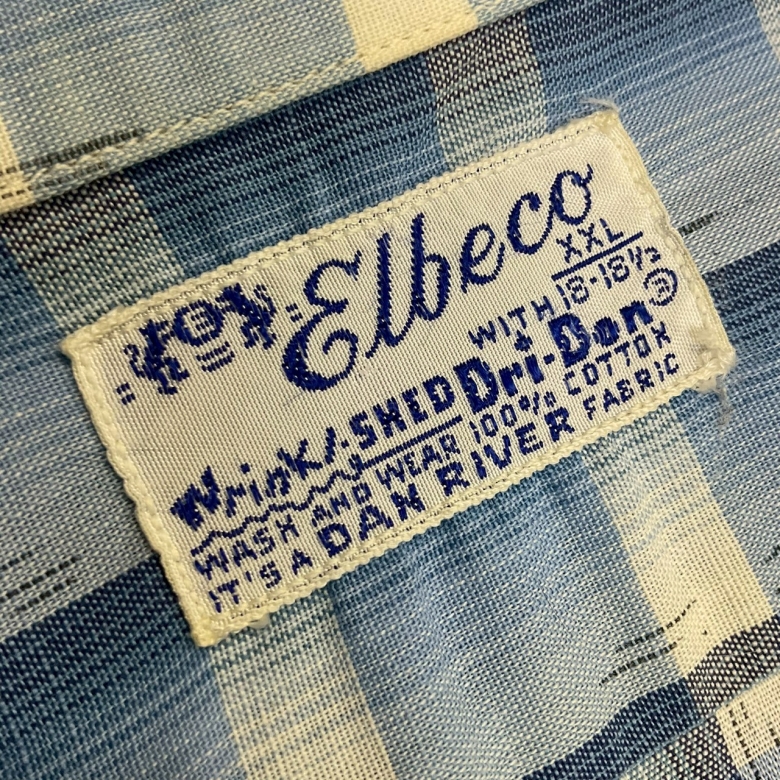 Elbeco
XXL
18-18½
WITH
Wrinkl-SHED Dri-Don ®
WASH AND WEAR 100% COTTON
IT'S A DAN RIVER FABRIC